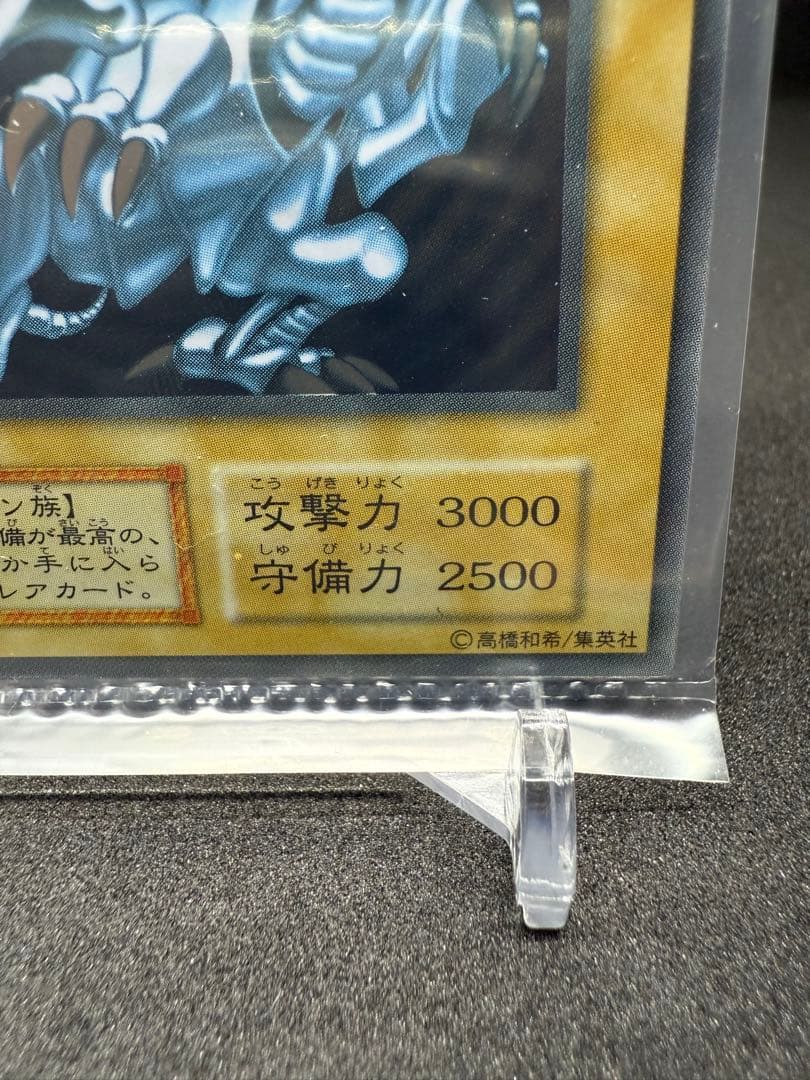 ン族】
備が最高の、
か手に入ら
レアカード。
攻撃力 3000
守備力 2500
©高橋和希/集英社